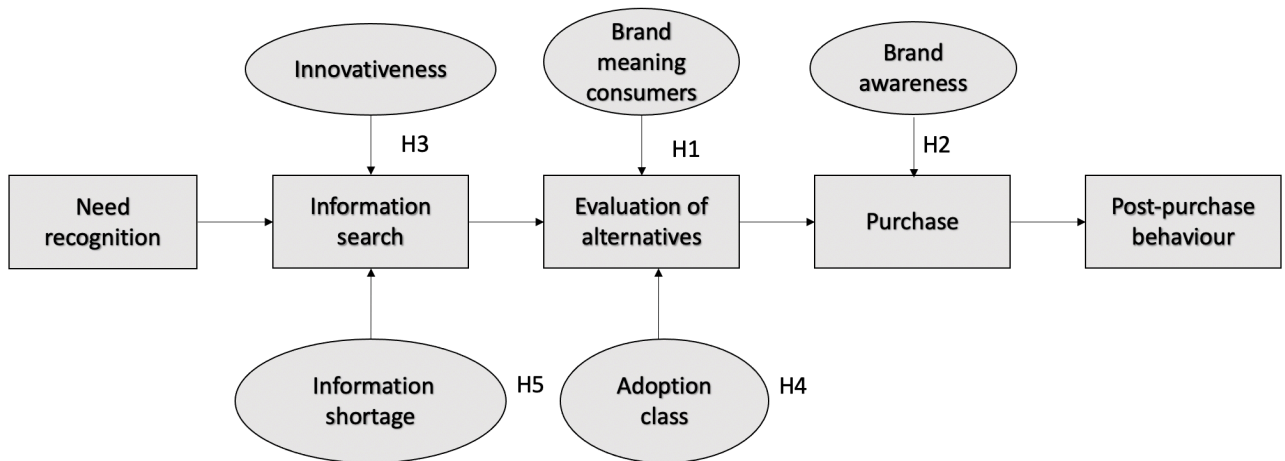 Innovativeness
Brand
meaning
consumers
Brand
awareness
H3
H1
H2
Need
recognition
Information
search
Evaluation of
alternatives
Purchase
Post-purchase
behaviour
Information
shortage
H5
Adoption
class
H4